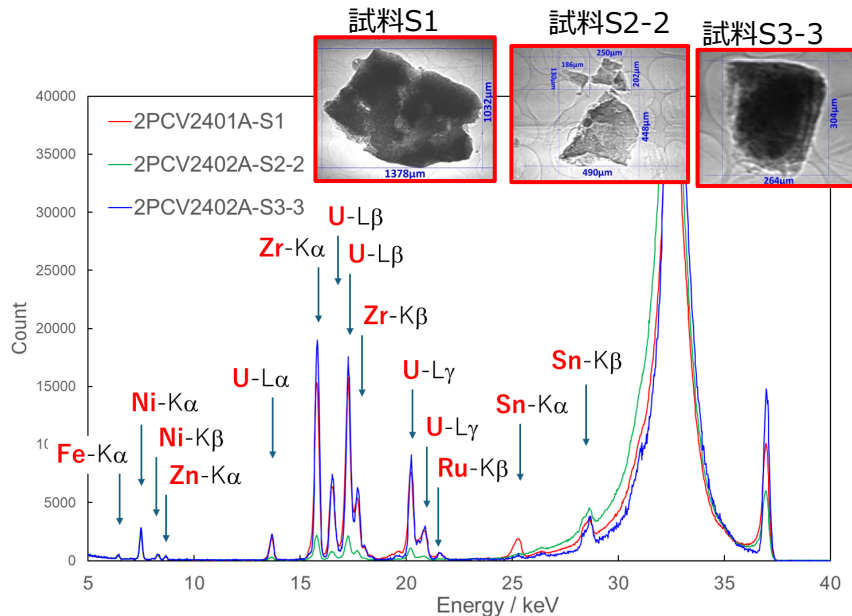 試料S1
試料S2-2
試料S3-3
1032µm
1378µm
250µm
186µm
130µm
202µm
448µm
490µm
304µm
264µm
2PCV2401A-S1
2PCV2402A-S2-2
2PCV2402A-S3-3
U-Lβ
Zr-Kα
U-Lβ
Zr-Kβ
U-Lα
U-Lγ
Sn-Kβ
Ni-Kα
Sn-Kα
Ni-Kβ
U-Lγ
Fe-Kα
Zn-Kα
Ru-Kβ
Count
40000
35000
30000
25000
20000
15000
5000
0
5
10
15
20
25
30
35
40
Energy / keV